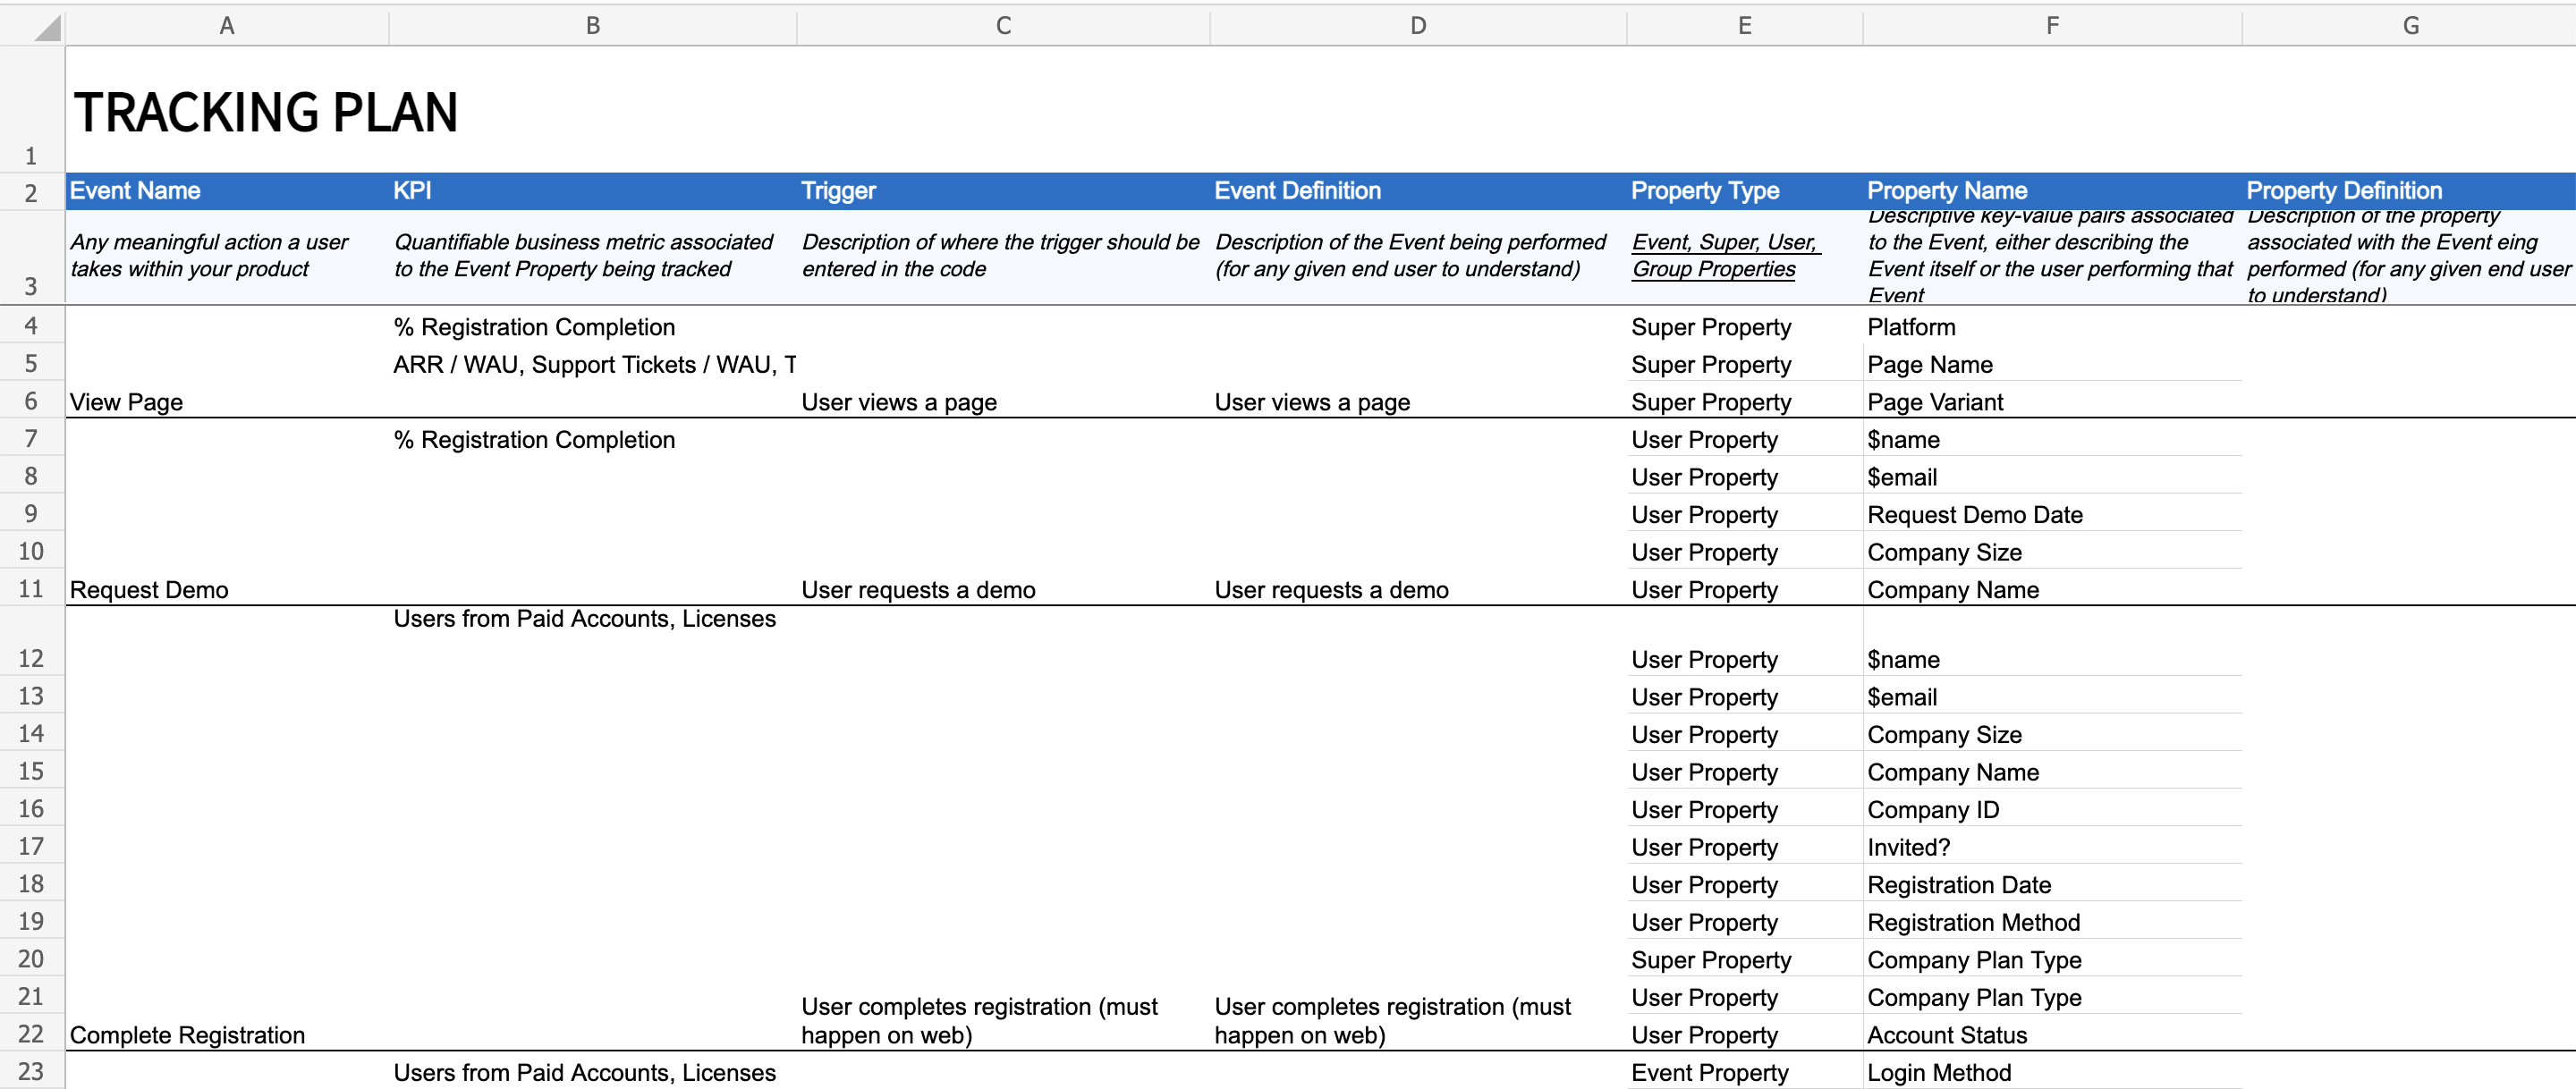 A B C D E F G
TRACKING PLAN
1
2 Event Name KPI Trigger Event Definition Property Type Property Name Property Definition
Descriptive key-value pairs associated Description of the property
Any meaningful action a user Quantifiable business metric associated Description of where the trigger should be Description of the Event being performed Event, Super, User, to the Event, either describing the associated with the Event eing
takes within your product to the Event Property being tracked entered in the code (for any given end user to understand) Group Properties Event itself or the user performing that performed (for any given end user
3 Event to understand)
4 % Registration Completion Super Property Platform
5 ARR / WAU, Support Tickets / WAU, T Super Property Page Name
6 View Page User views a page User views a page Super Property Page Variant
7 % Registration Completion User Property $name
8 User Property $email
9 User Property Request Demo Date
10 User Property Company Size
11 Request Demo User requests a demo User requests a demo User Property Company Name
Users from Paid Accounts, Licenses
12 User Property $name
13 User Property $email
14 User Property Company Size
15 User Property Company Name
16 User Property Company ID
17 User Property Invited?
18 User Property Registration Date
19 User Property Registration Method
20 Super Property Company Plan Type
21 User completes registration (must User completes registration (must User Property Company Plan Type
22 Complete Registration happen on web) happen on web) User Property Account Status
23 Users from Paid Accounts, Licenses Event Property Login Method